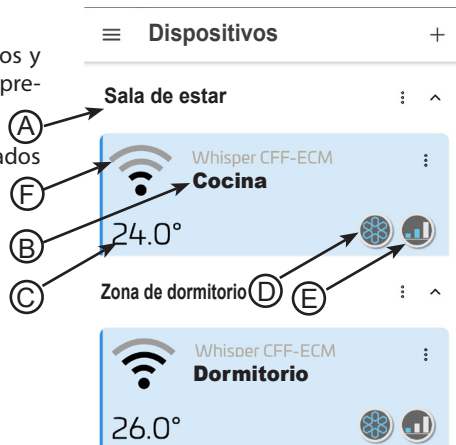 Dispositivos
os y
pre-
ados
Sala de estar
A
Whisper CFF-ECM
F
Cocina
B
24.0°
C
D
E
Zona de dormitorio
Whisper CFF-ECM
Dormitorio
26.0°